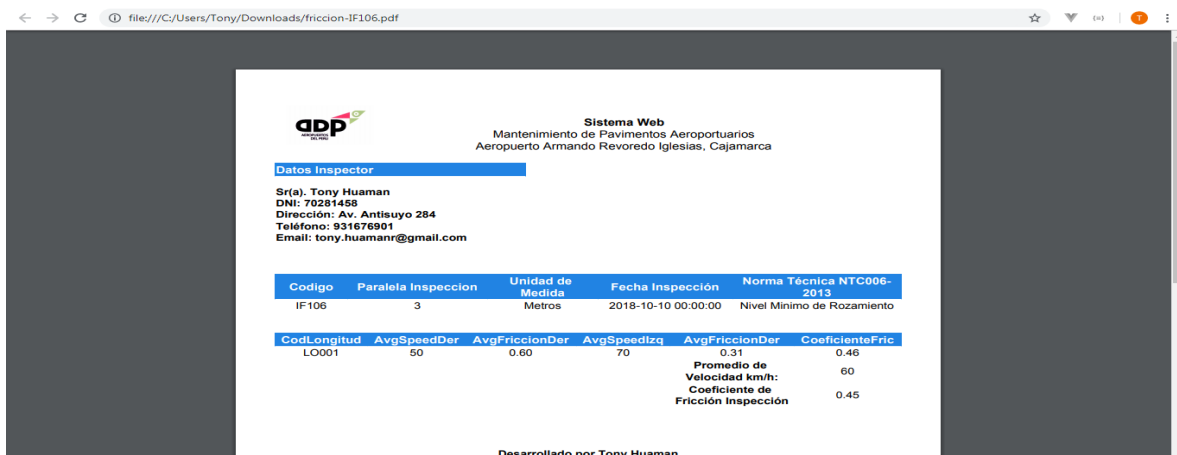 file:///C:/Users/Tony/Downloads/friccion-IF106.pdf
T
ADP
AEROPUERTOS
DEL PERU
Sistema Web
Mantenimiento de Pavimentos Aeroportuarios
Aeropuerto Armando Revoredo Iglesias, Cajamarca
Datos Inspector
Sr(a). Tony Huaman
DNI: 70281458
Dirección: Av. Antisuyo 284
Teléfono: 931676901
Email: tony.huamanr@gmail.com
Codigo Paralela Inspeccion Unidad de Medida Fecha Inspección Norma Técnica NTC006-2013
IF106 3 Metros 2018-10-10 00:00:00 Nivel Minimo de Rozamiento
CodLongitud AvgSpeedDer AvgFriccionDer AvgSpeedIzq AvgFriccionDer CoeficienteFric
LO001 50 0.60 70 0.31 0.46
Promedio de
Velocidad km/h: 60
Coeficiente de
Fricción Inspección 0.45
Desarrollado por Tony Huaman